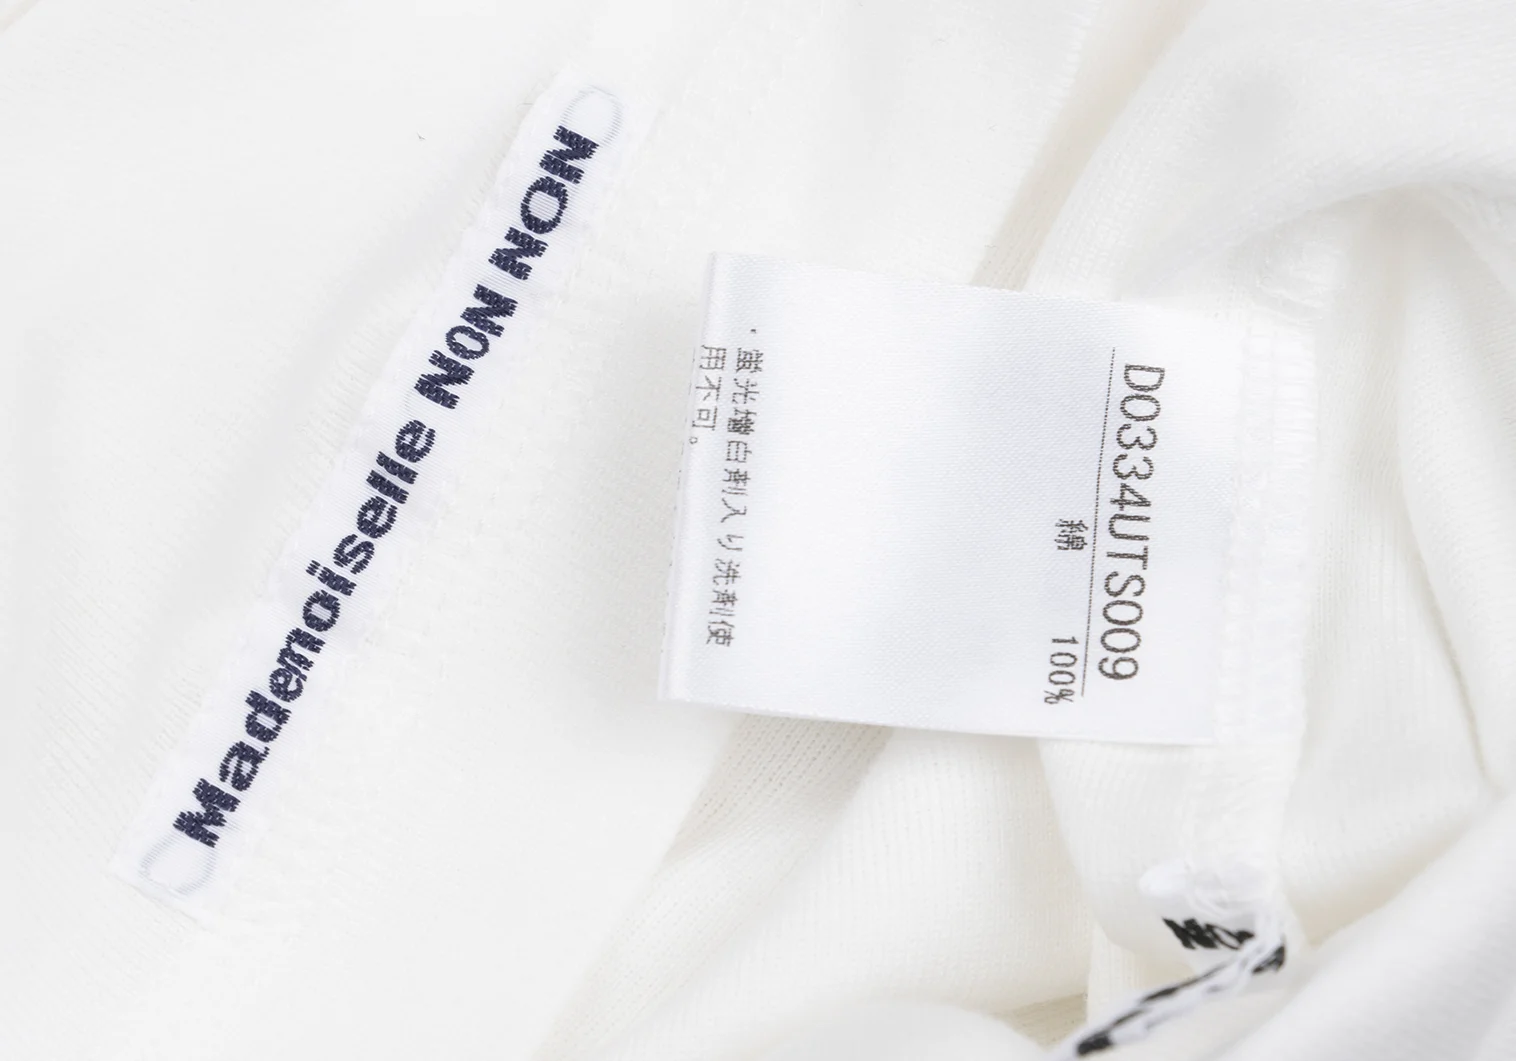 Mademoiselle NON NON
D0334UTS009
綿 100%
・蛍光増白剤入り洗剤使
用不可。
NO